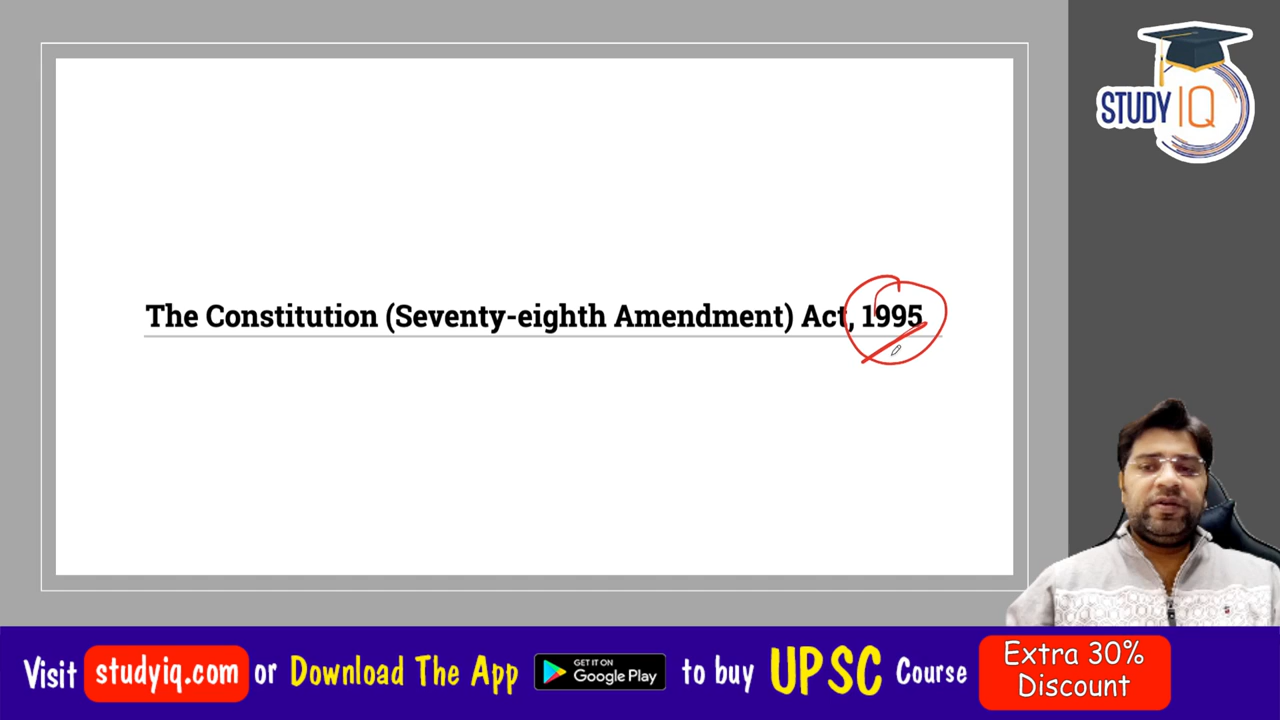 STUDY IQ
The Constitution (Seventy-eighth Amendment) Act, 1995
Visit studyiq.com or Download The App GET IT ON Google Play to buy UPSC Course
Extra 30% Discount